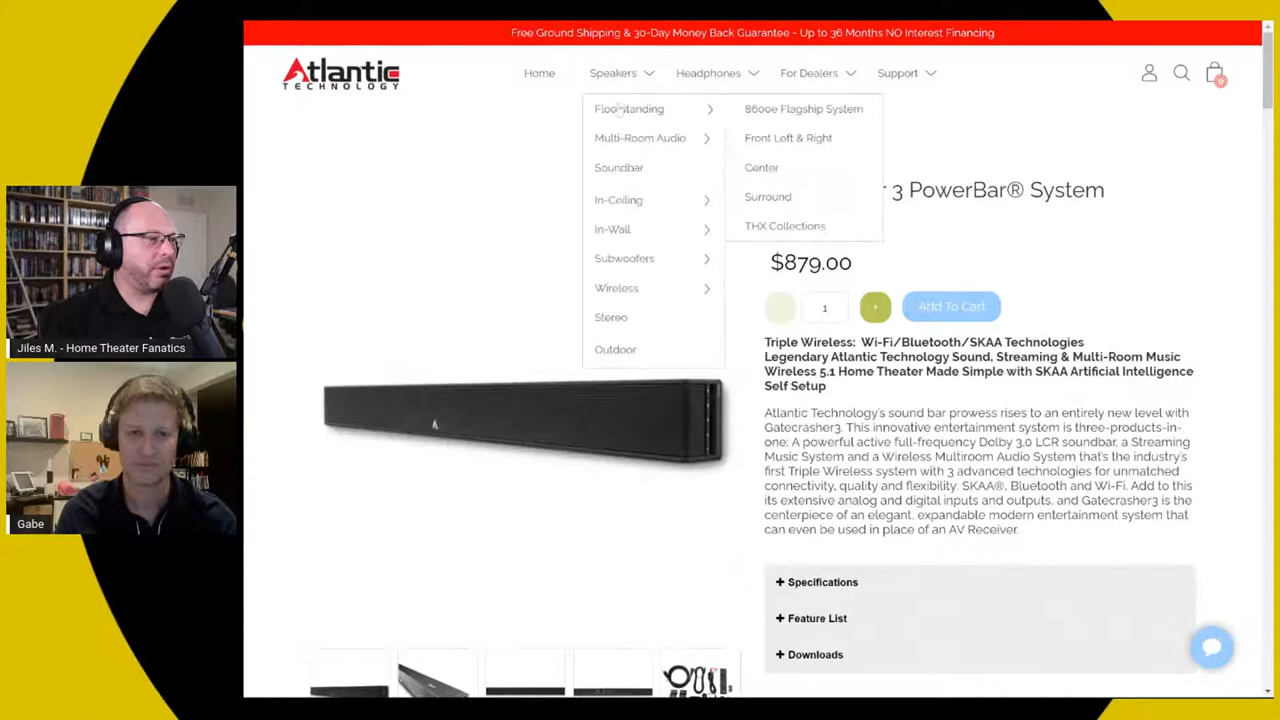 Free Ground Shipping & 30-Day Money Back Guarantee - Up to 36 Months NO Interest Financing
Atlantic
TECHNOLOGY
Home
Speakers
Headphones
For Dealers
Support
0
Floorstanding
Multi-Room Audio
Soundbar
In-Ceiling
In-Wall
Subwoofers
Wireless
Stereo
Outdoor
8600e Flagship System
Front Left & Right
Center
Surround
THX Collections
r 3 PowerBar® System
$879.00
1
+
Add To Cart
Triple Wireless: Wi-Fi/Bluetooth/SKAA Technologies
Legendary Atlantic Technology Sound, Streaming & Multi-Room Music
Wireless 5.1 Home Theater Made Simple with SKAA Artificial Intelligence
Self Setup
Atlantic Technology's sound bar prowess rises to an entirely new level with
Gatecrasher3. This innovative entertainment system is three-products-in-
one: A powerful active full-frequency Dolby 3.0 LCR soundbar, a Streaming
Music System and a Wireless Multiroom Audio System that's the industry's
first Triple Wireless system with 3 advanced technologies for unmatched
connectivity, quality and flexibility: SKAA®, Bluetooth and Wi-Fi. Add to this
its extensive analog and digital inputs and outputs, and Gatecrasher3 is the
centerpiece of an elegant, expandable modern entertainment system that
can even be used in place of an AV Receiver.
+ Specifications
+ Feature List
+ Downloads
Jiles M. - Home Theater Fanatics
Gabe